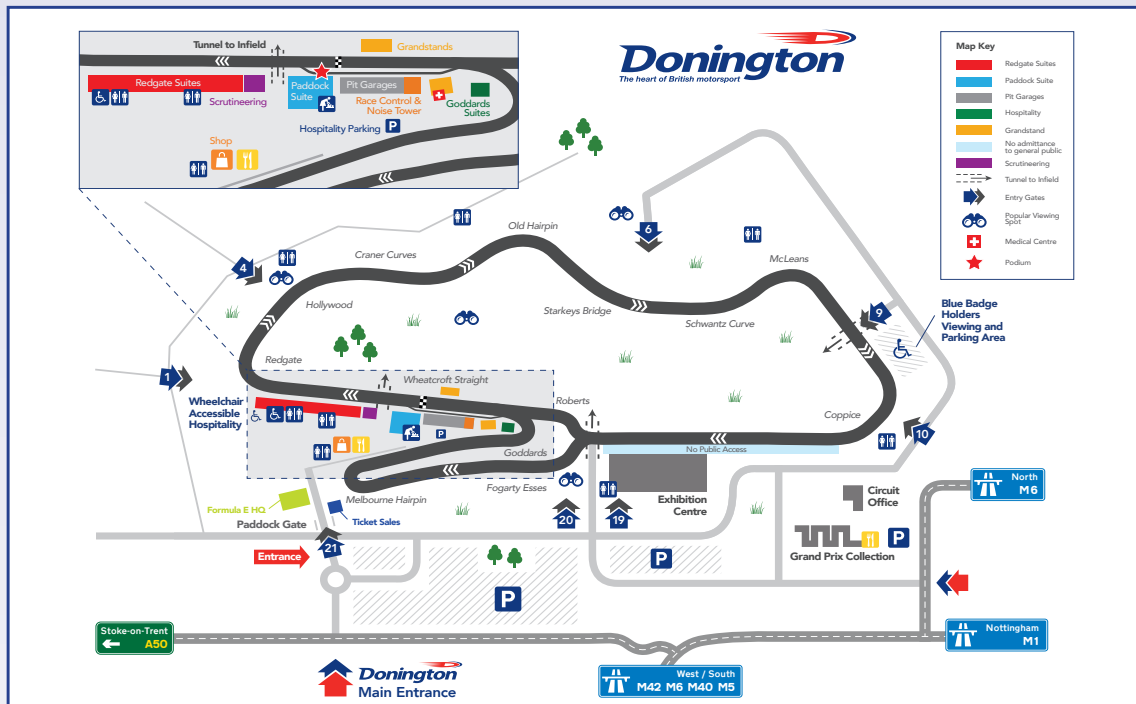 Tunnel to Infield
Grandstands
Redgate Suites
Scrutineering
Paddock
Suite
Pit Garages
Race Control &
Noise Tower
Goddards
Suites
Hospitality Parking
P
Shop
Donington
The heart of British motorsport
Map Key
Redgate Suites
Paddock Suite
Pit Garages
Hospitality
Grandstand
No admittance
to general public
Scrutineering
Tunnel to Infield
Entry Gates
Popular Viewing
Spot
Medical Centre
Podium
Old Hairpin
6
Craner Curves
4
McLeans
Hollywood
Starkeys Bridge
Schwantz Curve
9
Blue Badge
Holders
Viewing and
Parking Area
Redgate
1
Wheatcroft Straight
Wheelchair
Accessible
Hospitality
Roberts
Coppice
P
10
Goddards
No Public Access
Fogarty Esses
Melbourne Hairpin
Exhibition
Centre
Circuit
Office
North
M6
Formula E HQ
Ticket Sales
Paddock Gate
20
19
21
Entrance
P
P
Grand Prix Collection
P
Stoke-on-Trent
A50
Nottingham
M1
West / South
M42 M6 M40 M5
Donington
Main Entrance